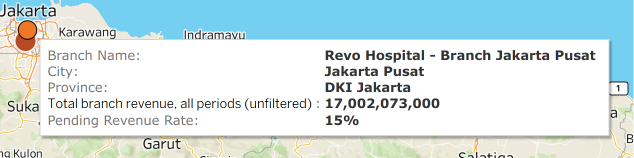 Jakarta
Karawang
Indramayu
Branch Name: Revo Hospital - Branch Jakarta Pusat
City: Jakarta Pusat
Province: DKI Jakarta
Total branch revenue, all periods (unfiltered) : 17,002,073,000
Pending Revenue Rate: 15%
1
Suka
Garut
Salatiga
g Kulon